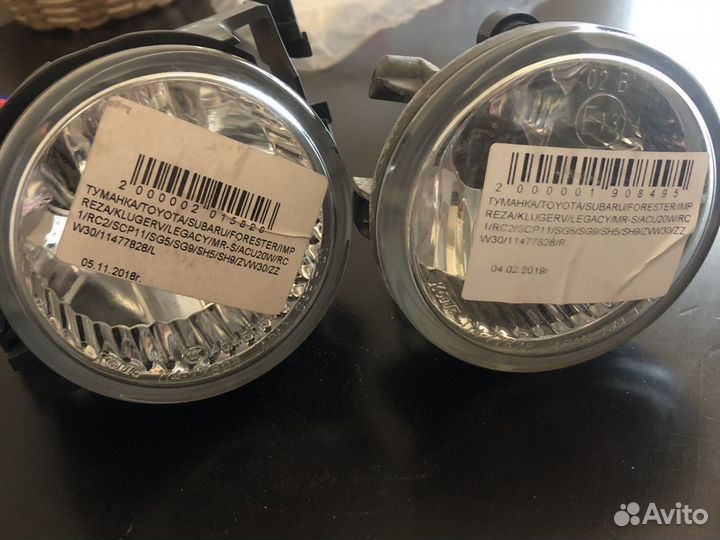 2 000002 015828
ТУМАНКА/TOYOTA/SUBARU/FORESTER/IMP
REZA/KLUGERV/LEGACY/MR-S/ACU20W/RC
1/RC2/SCP11/SG5/SG9/SH5/SH9/ZVW30/ZZ
W30/11477828/L
05.11.2018г.
02 B
E13
2 000001 908495
ТУМАНКА/TOYOTA/SUBARU/FORESTER/IMP
REZA/KLUGERV/LEGACY/MR-S/ACU20W/RC
1/RC2/SCP11/SG5/SG9/SH5/SH9/ZVW30/ZZ
W30/11477828/R
04.02.2019г.
Avito